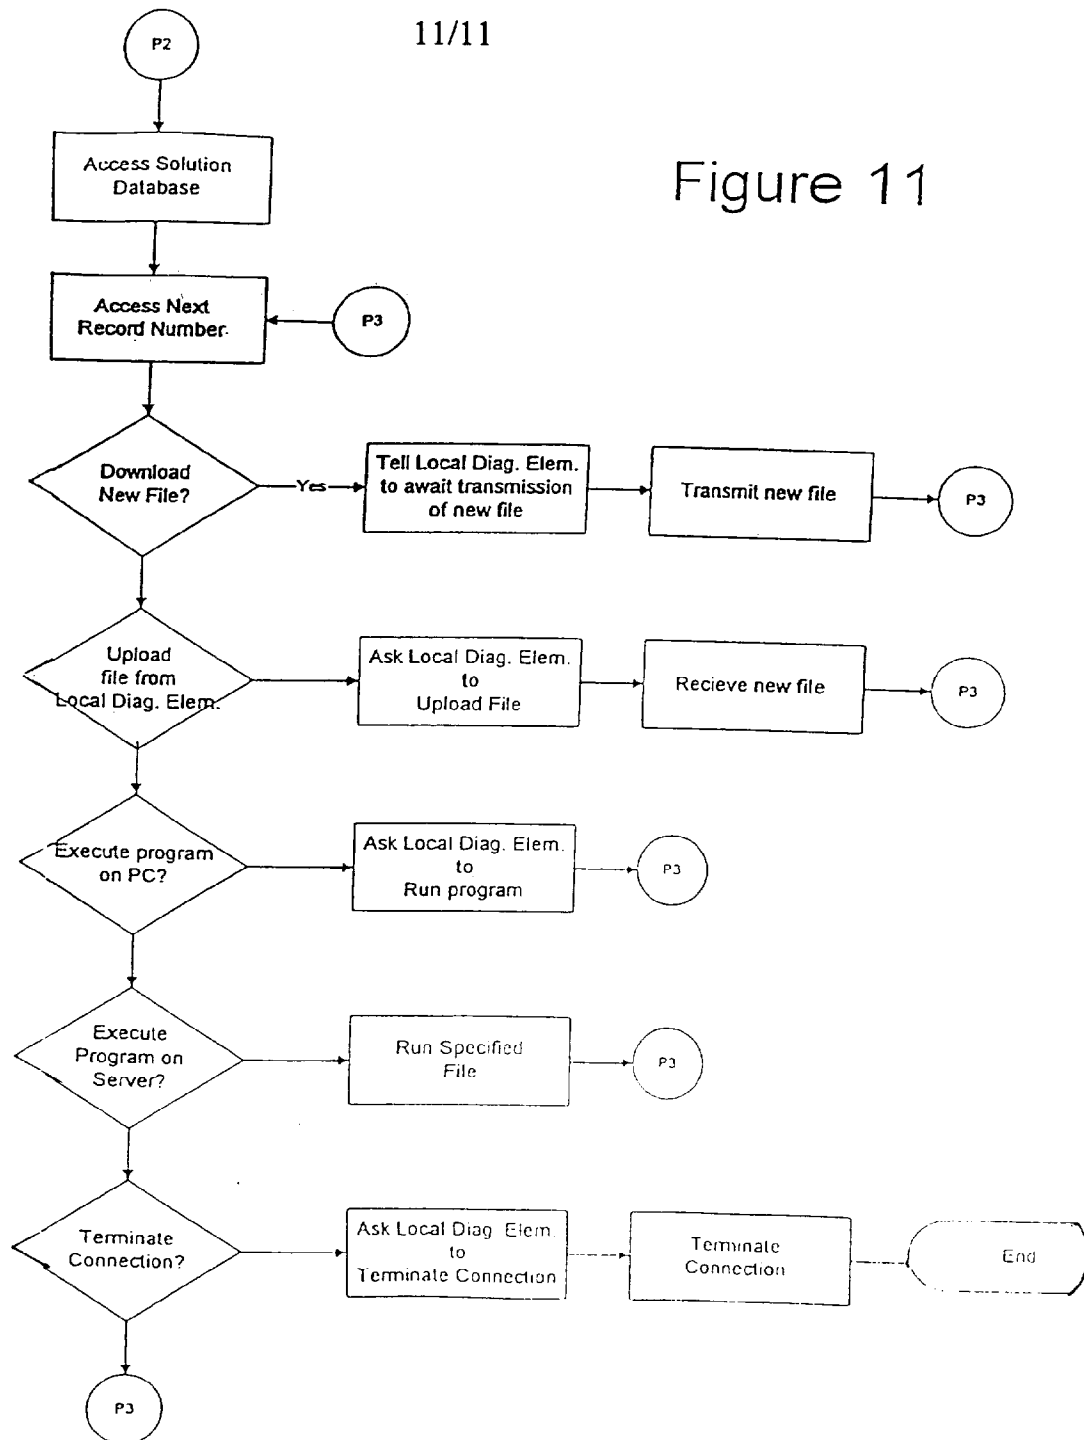 11/11
P2
Figure 11
Access Solution
Database
Access Next
Record Number.
P3
Download
New File?
Yes
Tell Local Diag. Elem.
to await transmission
of new file
Transmit new file
P3
Upload
file from
Local Diag. Elem.
Ask Local Diag. Elem.
to
Upload File
Recieve new file
P3
Execute program
on PC?
Ask Local Diag. Elem.
to
Run program
P3
Execute
Program on
Server?
Run Specified
File
P3
Terminate
Connection?
Ask Local Diag. Elem.
to
Terminate Connection
Terminate
Connection
End
P3